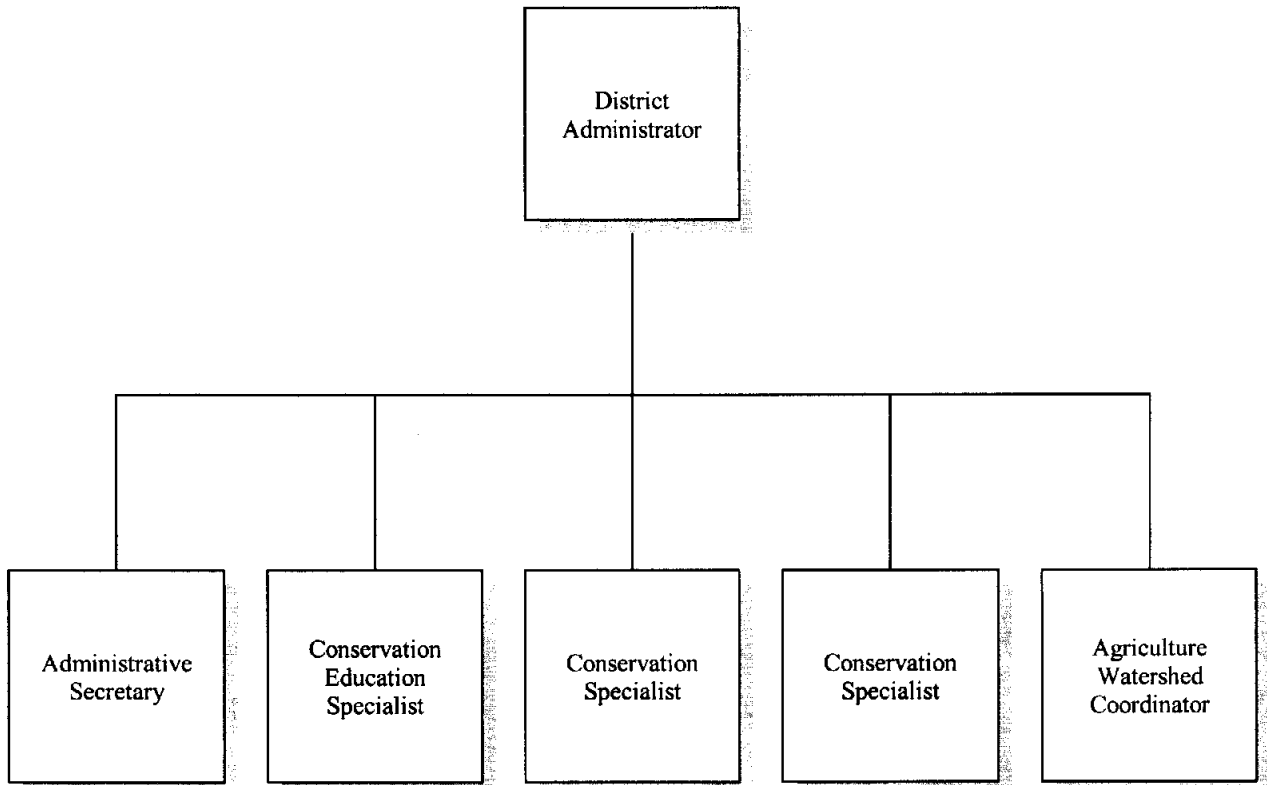 District
Administrator
Administrative
Secretary
Conservation
Education
Specialist
Conservation
Specialist
Conservation
Specialist
Agriculture
Watershed
Coordinator